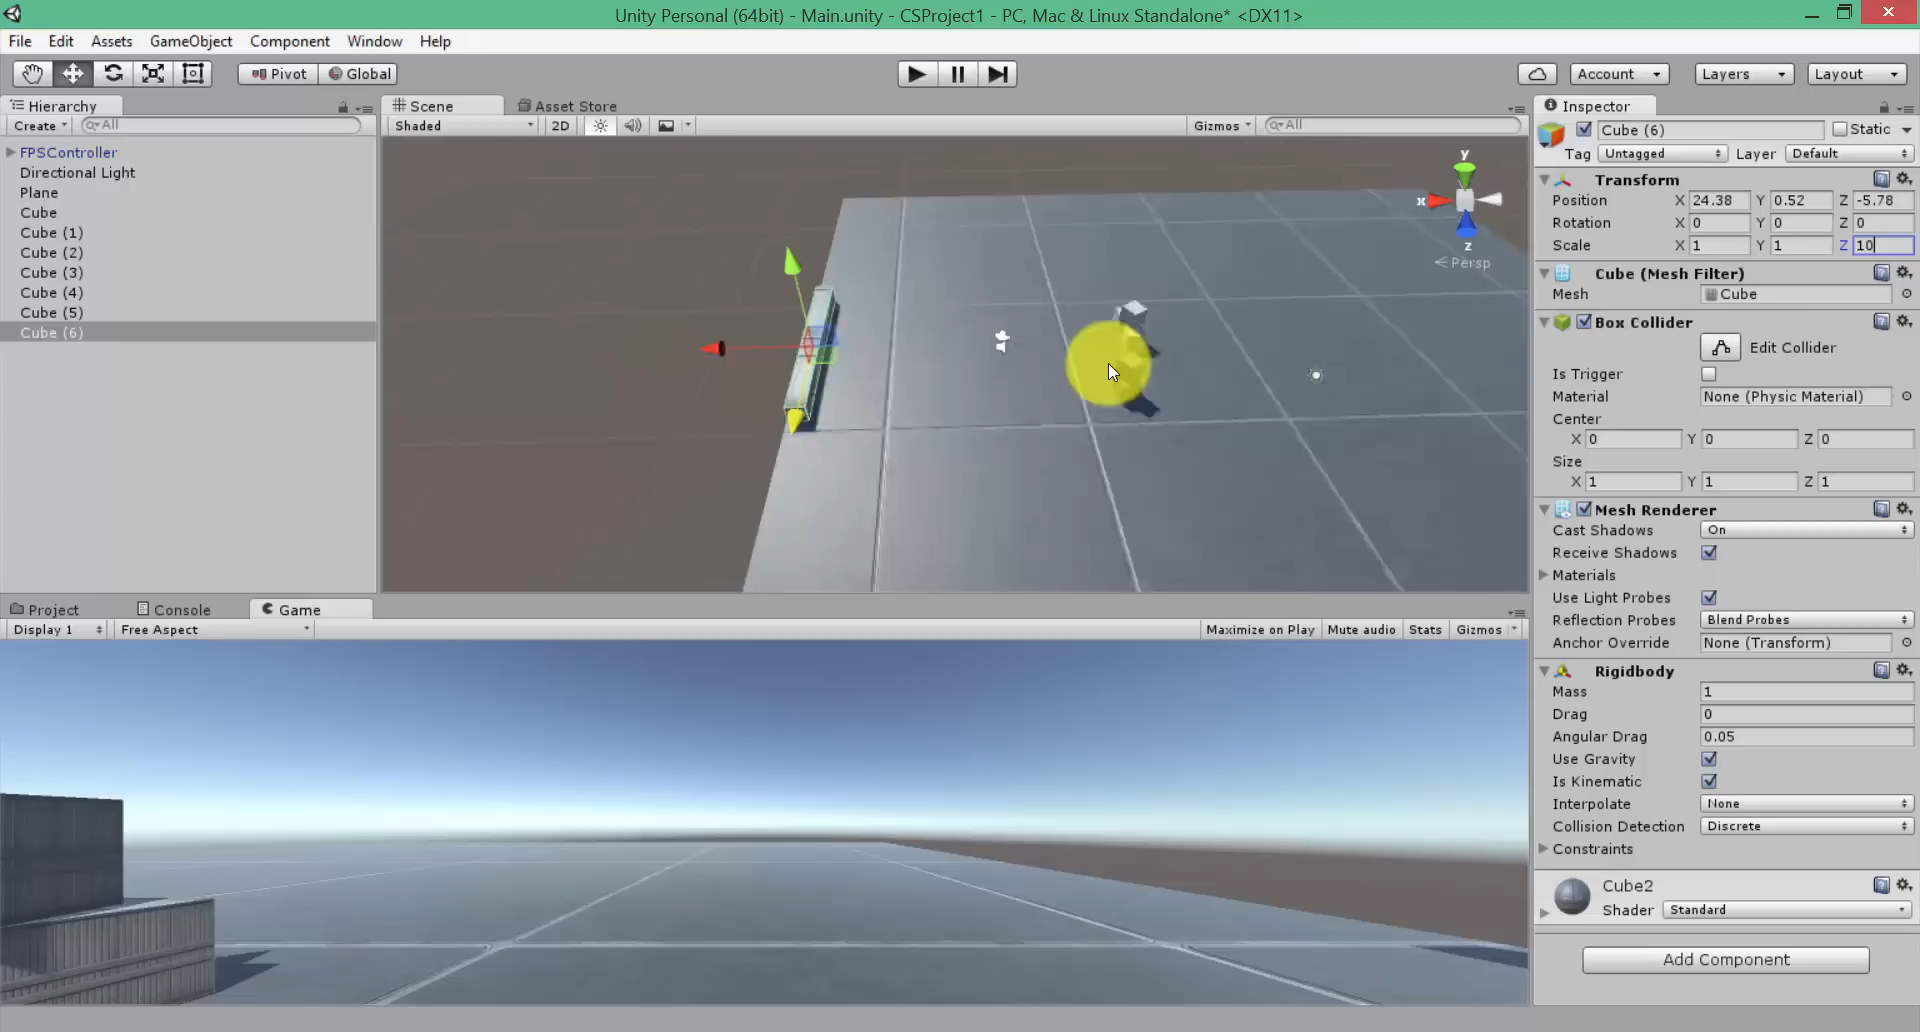 Unity Personal (64bit) - Main.unity - CSProject1 - PC, Mac & Linux Standalone* <DX11>
File Edit Assets GameObject Component Window Help
Pivot Global Account Layers Layout
Hierarchy
Create All
FPSController
Directional Light
Plane
Cube
Cube (1)
Cube (2)
Cube (3)
Cube (4)
Cube (5)
Cube (6)
Scene Asset Store
Shaded 2D Gizmos All
y
x
z
Persp
Inspector
Cube (6) Static
Tag Untagged Layer Default
Transform
Position X 24.38 Y 0.52 Z -5.78
Rotation X 0 Y 0 Z 0
Scale X 1 Y 1 Z 10
Cube (Mesh Filter)
Mesh Cube
Box Collider
Edit Collider
Is Trigger
Material None (Physic Material)
Center
X 0 Y 0 Z 0
Size
X 1 Y 1 Z 1
Mesh Renderer
Cast Shadows On
Receive Shadows
Materials
Use Light Probes
Reflection Probes Blend Probes
Anchor Override None (Transform)
Rigidbody
Mass 1
Drag 0
Angular Drag 0.05
Use Gravity
Is Kinematic
Interpolate None
Collision Detection Discrete
Constraints
Cube2
Shader Standard
Add Component
Project Console Game
Display 1 Free Aspect Maximize on Play Mute audio Stats Gizmos